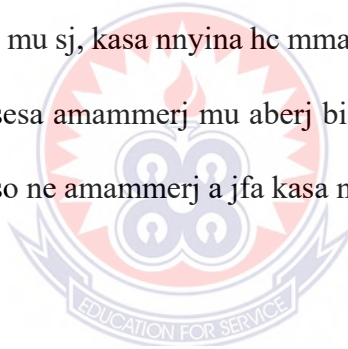 mu sj, kasa nnyina hc mma
sesa amammerj mu aberj bi
so ne amammerj a jfa kasa n
EDUCATION FOR SERVICE